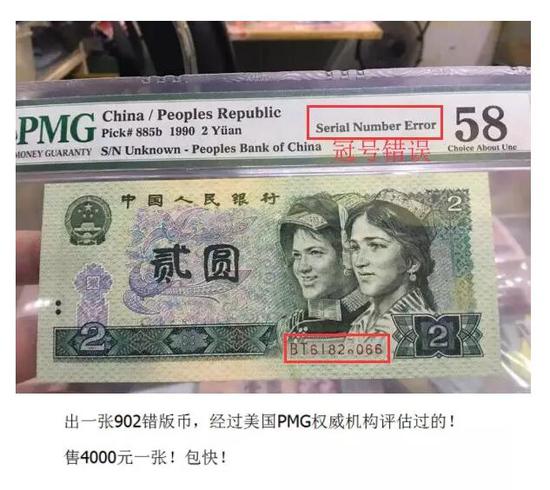 PMG
MONEY GUARANTY
China / Peoples Republic
Pick# 885b 1990 2 Yüan
S/N Unknown - Peoples Bank of China
Serial Number Error
冠号错误
58
Choice About Unc
中国人民银行
贰圆
2
2
2
BT61820066
出一张902错版币，经过美国PMG权威机构评估过的！
售4000元一张！包快！